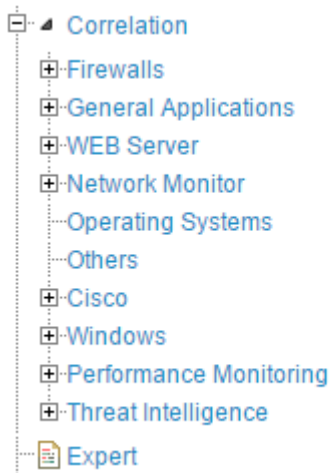 Correlation
Firewalls
General Applications
WEB Server
Network Monitor
Operating Systems
Others
Cisco
Windows
Performance Monitoring
Threat Intelligence
Expert